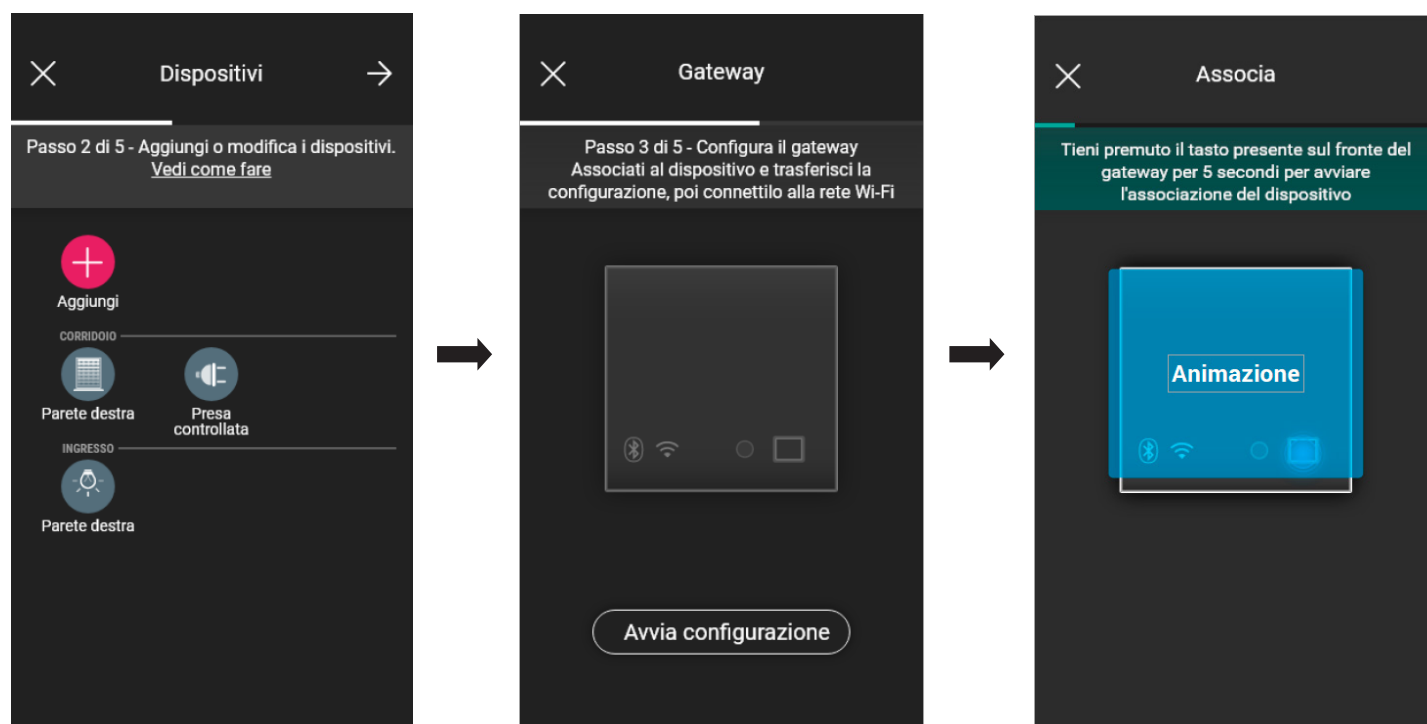 Dispositivi
Passo 2 di 5 - Aggiungi o modifica i dispositivi.
Vedi come fare
Aggiungi
CORRIDOIO
Parete destra
Presa
controllata
INGRESSO
Parete destra
Gateway
Passo 3 di 5 - Configura il gateway
Associati al dispositivo e trasferisci la
configurazione, poi connettilo alla rete Wi-Fi
Avvia configurazione
Associa
Tieni premuto il tasto presente sul fronte del
gateway per 5 secondi per avviare
l'associazione del dispositivo
Animazione